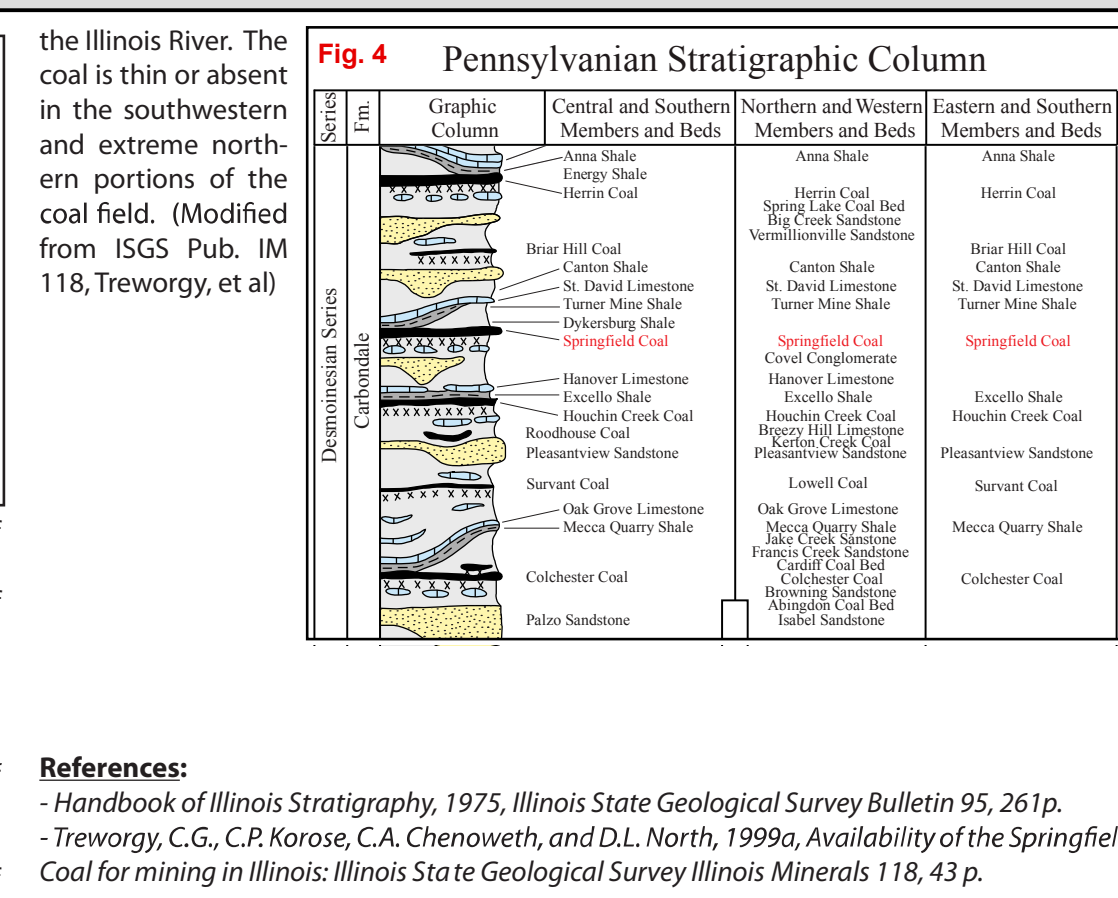 the Illinois River. The
coal is thin or absent
in the southwestern
and extreme north-
ern portions of the
coal field. (Modified
from ISGS Pub. IM
118, Treworgy, et al)
Fig. 4
Pennsylvanian Stratigraphic Column
Series
Fm.
Graphic
Column
Central and Southern
Members and Beds
Northern and Western
Members and Beds
Eastern and Southern
Members and Beds
Desmoinesian Series
Carbondale
Anna Shale
Energy Shale
Herrin Coal
Briar Hill Coal
Canton Shale
St. David Limestone
Turner Mine Shale
Dykersburg Shale
Springfield Coal
Hanover Limestone
Excello Shale
Houchin Creek Coal
Roodhouse Coal
Pleasantview Sandstone
Survant Coal
Oak Grove Limestone
Mecca Quarry Shale
Colchester Coal
Palzo Sandstone
Anna Shale
Herrin Coal
Spring Lake Coal Bed
Big Creek Sandstone
Vermillionville Sandstone
Canton Shale
St. David Limestone
Turner Mine Shale
Springfield Coal
Covel Conglomerate
Hanover Limestone
Excello Shale
Houchin Creek Coal
Breezy Hill Limestone
Kerton Creek Coal
Pleasantview Sandstone
Lowell Coal
Oak Grove Limestone
Mecca Quarry Shale
Jake Creek Sanstone
Francis Creek Sandstone
Cardiff Coal Bed
Colchester Coal
Browning Sandstone
Abingdon Coal Bed
Isabel Sandstone
Anna Shale
Herrin Coal
Briar Hill Coal
Canton Shale
St. David Limestone
Turner Mine Shale
Springfield Coal
Excello Shale
Houchin Creek Coal
Pleasantview Sandstone
Survant Coal
Mecca Quarry Shale
Colchester Coal
References:
- Handbook of Illinois Stratigraphy, 1975, Illinois State Geological Survey Bulletin 95, 261p.
- Treworgy, C.G., C.P. Korose, C.A. Chenoweth, and D.L. North, 1999a, Availability of the Springfiel
Coal for mining in Illinois: Illinois State Geological Survey Illinois Minerals 118, 43 p.